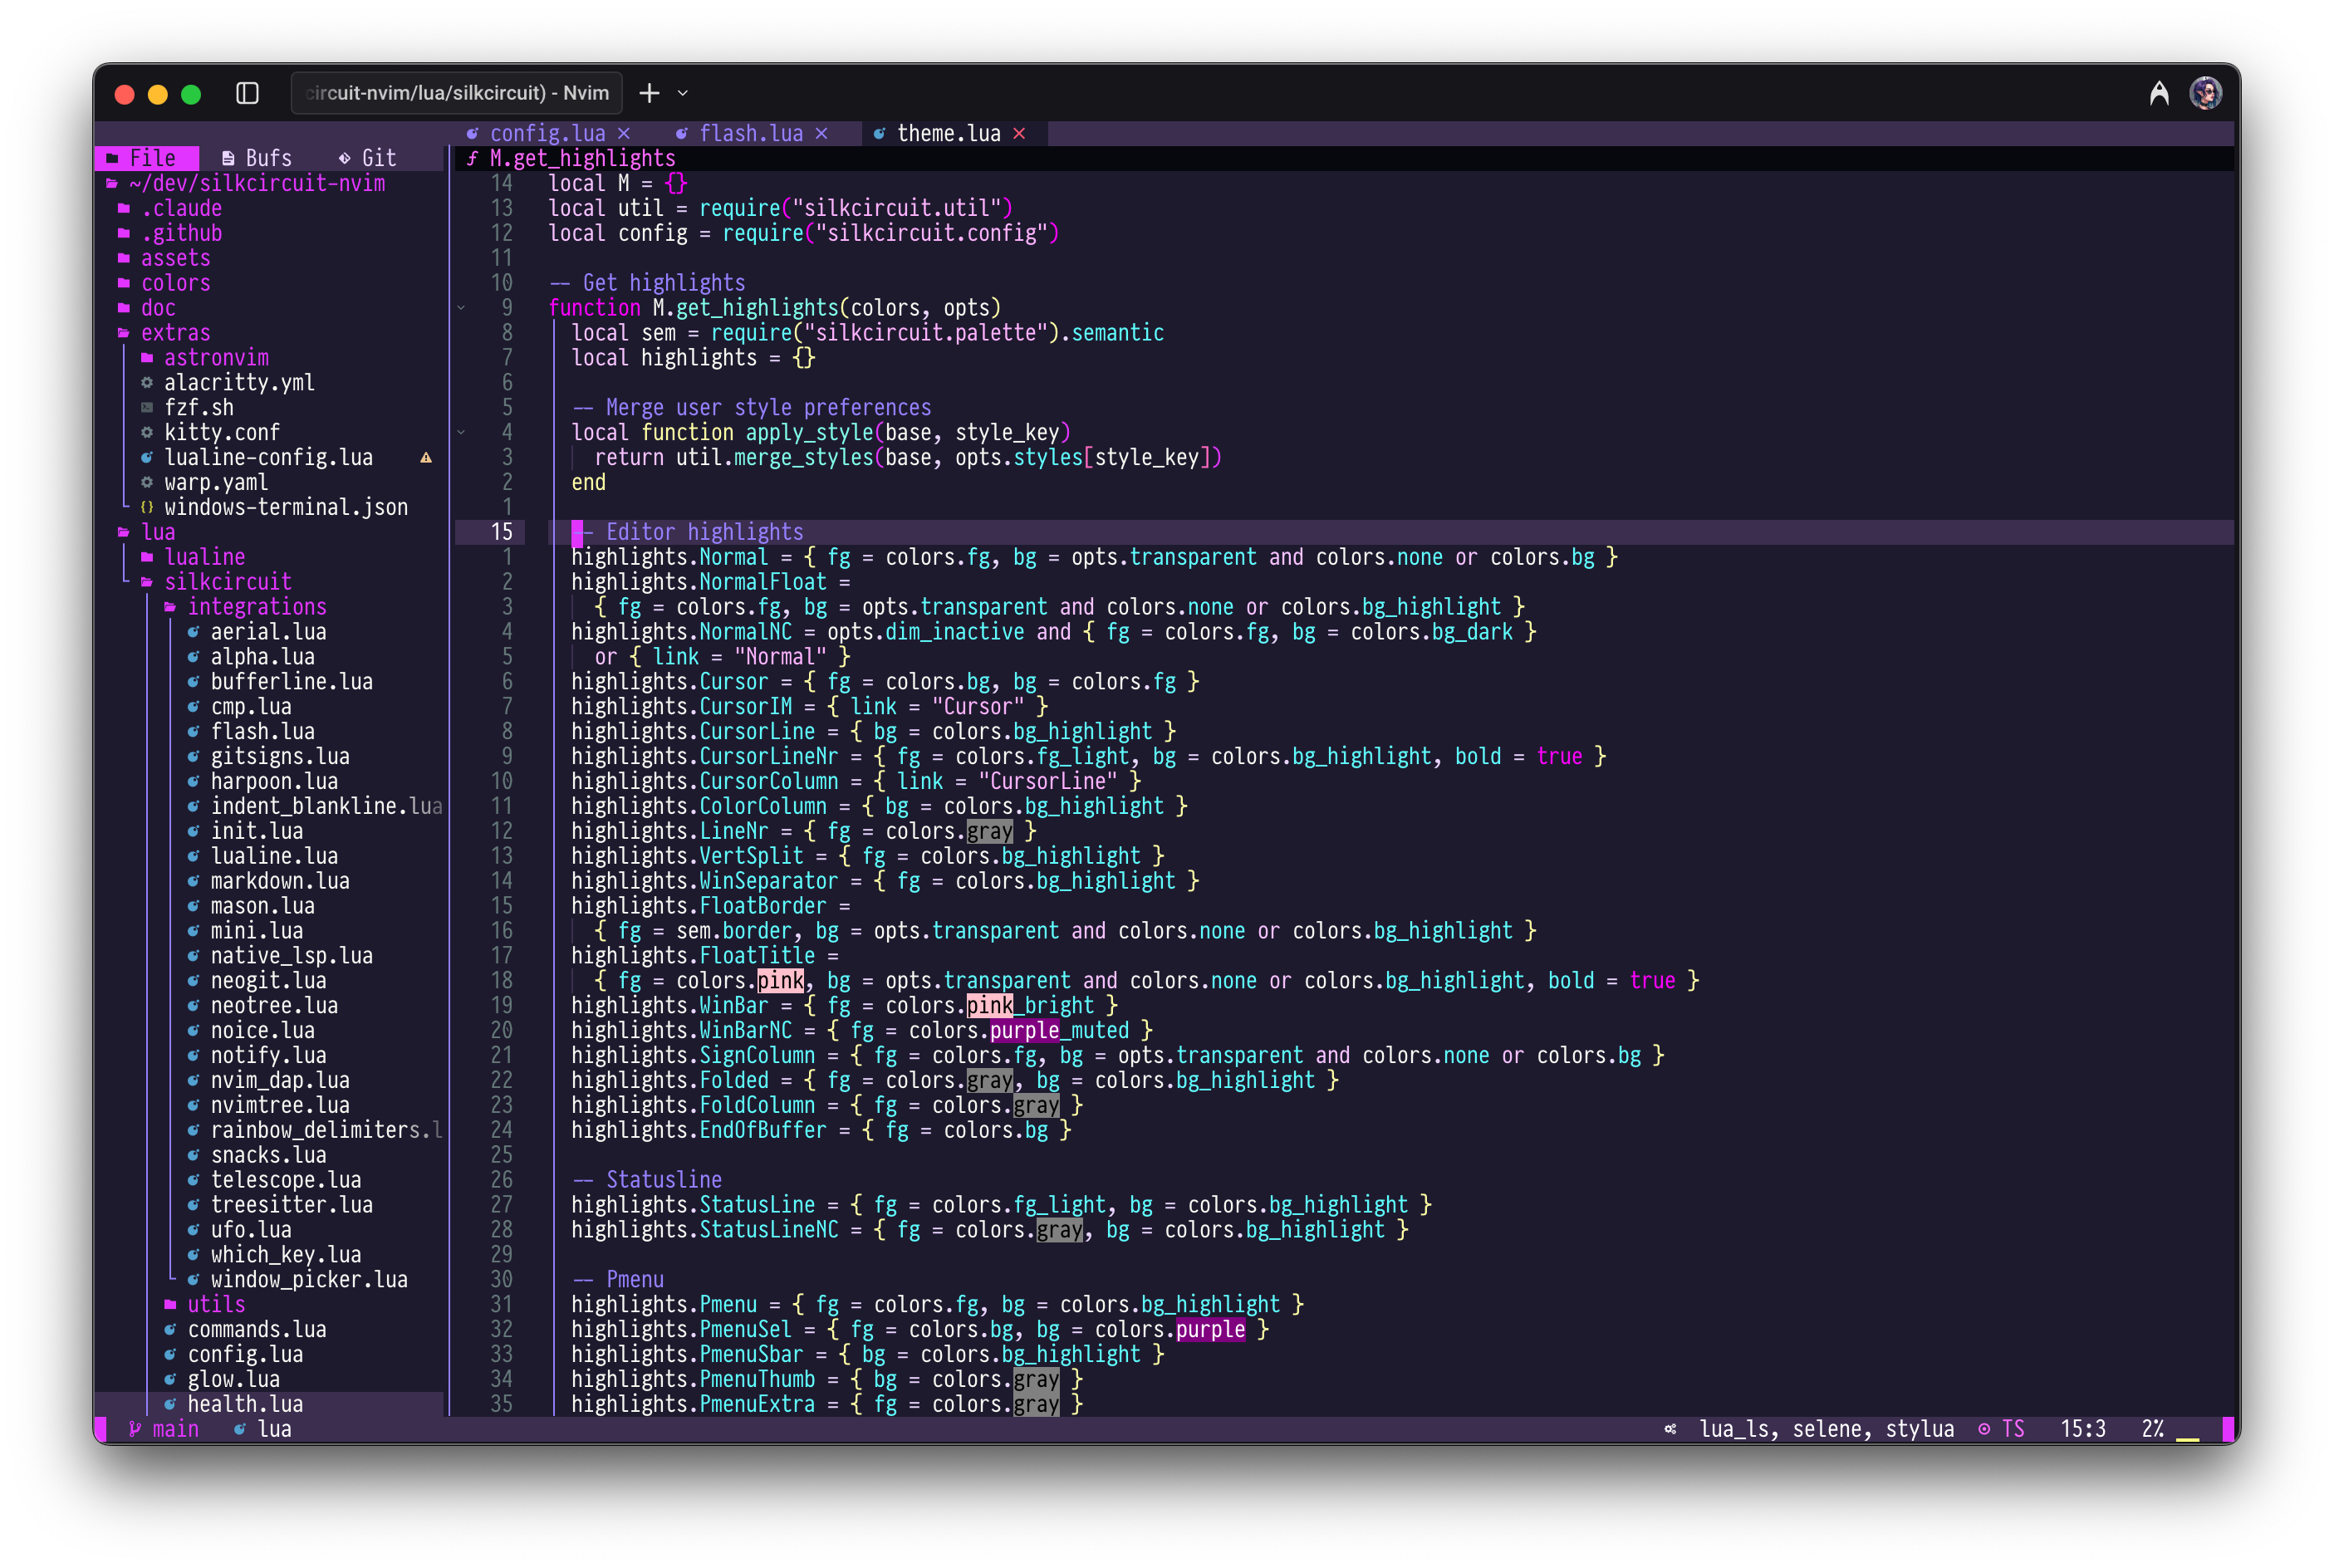 circuit-nvim/lua/silkcircuit) - Nvim
config.lua
flash.lua
theme.lua
File Bufs Git
~/dev/silkcircuit-nvim
.claude
.github
assets
colors
doc
extras
astronvim
alacritty.yml
fzf.sh
kitty.conf
lualine-config.lua
warp.yaml
{} windows-terminal.json
lua
lualine
silkcircuit
integrations
aerial.lua
alpha.lua
bufferline.lua
cmp.lua
flash.lua
gitsigns.lua
harpoon.lua
indent_blankline.lua
init.lua
lualine.lua
markdown.lua
mason.lua
mini.lua
native_lsp.lua
neogit.lua
neotree.lua
noice.lua
notify.lua
nvim_dap.lua
nvimtree.lua
rainbow_delimiters.l
snacks.lua
telescope.lua
treesitter.lua
ufo.lua
which_key.lua
window_picker.lua
utils
commands.lua
config.lua
glow.lua
health.lua
f M.get_highlights
14 local M = {}
13 local util = require("silkcircuit.util")
12 local config = require("silkcircuit.config")
11
10 -- Get highlights
9 function M.get_highlights(colors, opts)
8 local sem = require("silkcircuit.palette").semantic
7 local highlights = {}
6
5 -- Merge user style preferences
4 local function apply_style(base, style_key)
3 return util.merge_styles(base, opts.styles[style_key])
2 end
1
15 -- Editor highlights
1 highlights.Normal = { fg = colors.fg, bg = opts.transparent and colors.none or colors.bg }
2 highlights.NormalFloat =
3 { fg = colors.fg, bg = opts.transparent and colors.none or colors.bg_highlight }
4 highlights.NormalNC = opts.dim_inactive and { fg = colors.fg, bg = colors.bg_dark }
5 or { link = "Normal" }
6 highlights.Cursor = { fg = colors.bg, bg = colors.fg }
7 highlights.CursorIM = { link = "Cursor" }
8 highlights.CursorLine = { bg = colors.bg_highlight }
9 highlights.CursorLineNr = { fg = colors.fg_light, bg = colors.bg_highlight, bold = true }
10 highlights.CursorColumn = { link = "CursorLine" }
11 highlights.ColorColumn = { bg = colors.bg_highlight }
12 highlights.LineNr = { fg = colors.gray }
13 highlights.VertSplit = { fg = colors.bg_highlight }
14 highlights.WinSeparator = { fg = colors.bg_highlight }
15 highlights.FloatBorder =
16 { fg = sem.border, bg = opts.transparent and colors.none or colors.bg_highlight }
17 highlights.FloatTitle =
18 { fg = colors.pink, bg = opts.transparent and colors.none or colors.bg_highlight, bold = true }
19 highlights.WinBar = { fg = colors.pink_bright }
20 highlights.WinBarNC = { fg = colors.purple_muted }
21 highlights.SignColumn = { fg = colors.fg, bg = opts.transparent and colors.none or colors.bg }
22 highlights.Folded = { fg = colors.gray, bg = colors.bg_highlight }
23 highlights.FoldColumn = { fg = colors.gray }
24 highlights.EndOfBuffer = { fg = colors.bg }
25
26 -- Statusline
27 highlights.StatusLine = { fg = colors.fg_light, bg = colors.bg_highlight }
28 highlights.StatusLineNC = { fg = colors.gray, bg = colors.bg_highlight }
29
30 -- Pmenu
31 highlights.Pmenu = { fg = colors.fg, bg = colors.bg_highlight }
32 highlights.PmenuSel = { fg = colors.bg, bg = colors.purple }
33 highlights.PmenuSbar = { bg = colors.bg_highlight }
34 highlights.PmenuThumb = { bg = colors.gray }
35 highlights.PmenuExtra = { fg = colors.gray }
main lua lua_ls, selene, stylua TS 15:3 2%